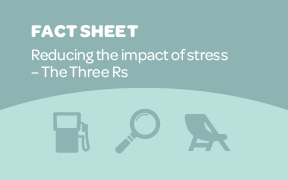 FACT SHEET
Reducing the impact of stress
– The Three Rs